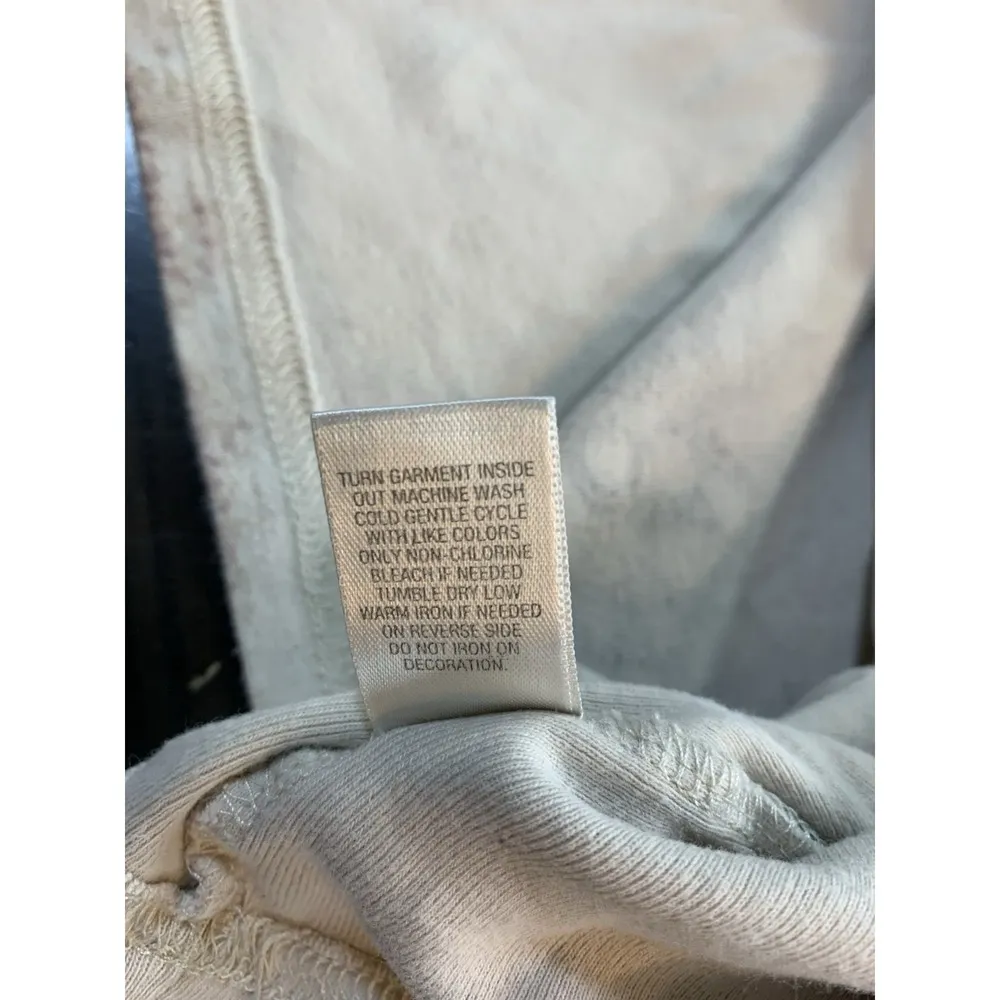 TURN GARMENT INSIDE
OUT MACHINE WASH
COLD GENTLE CYCLE
WITH LIKE COLORS
ONLY NON-CHLORINE
BLEACH IF NEEDED
TUMBLE DRY LOW
WARM IRON IF NEEDED
ON REVERSE SIDE
DO NOT IRON ON
DECORATION.